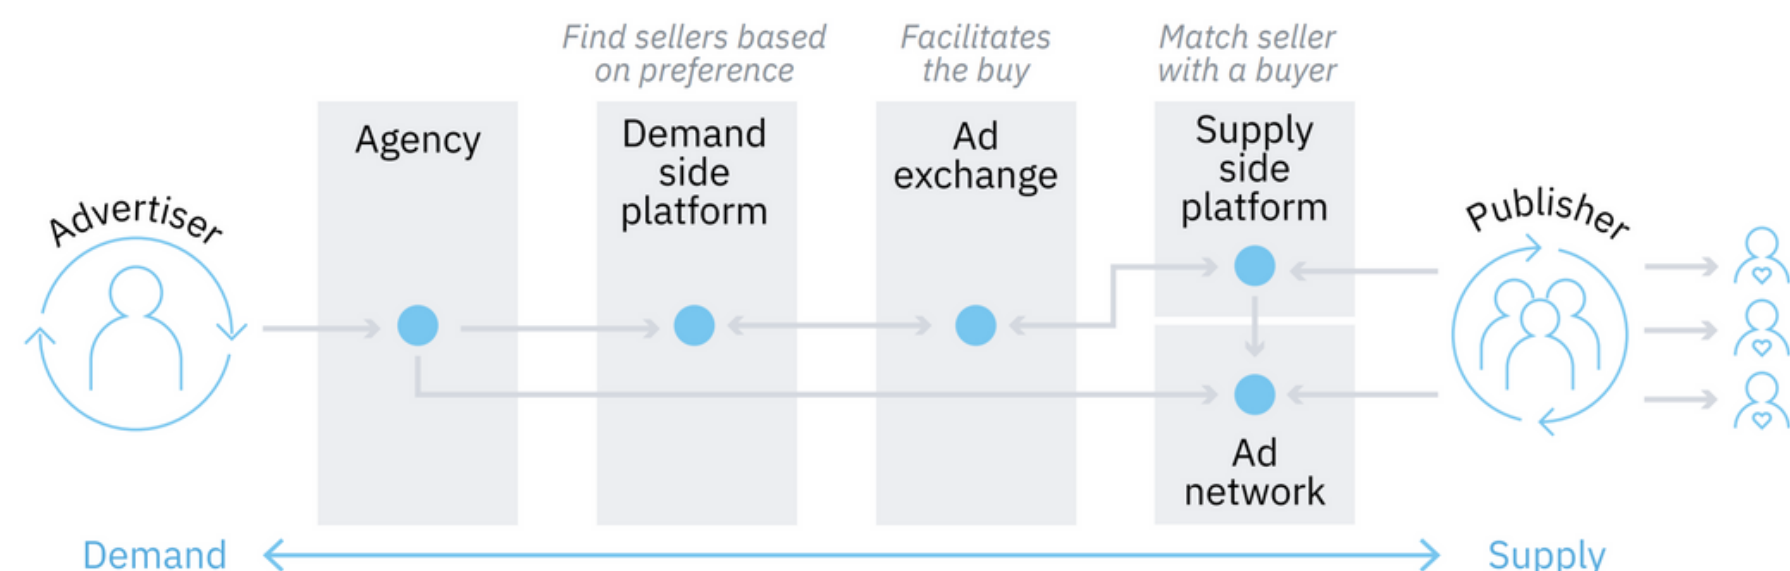 Find sellers based
on preference
Facilitates
the buy
Match seller
with a buyer
Agency
Demand
side
platform
Ad
exchange
Supply
side
platform
Advertiser
Publisher
Ad
network
Demand
Supply